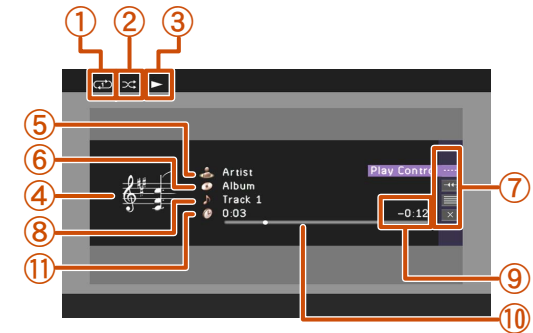 ① ② ③
⑤ Artist Play Control ····
⑥ Album ⑦
④
⑧ Track 1
⑪ 0:03 −0:12
⑨
⑩